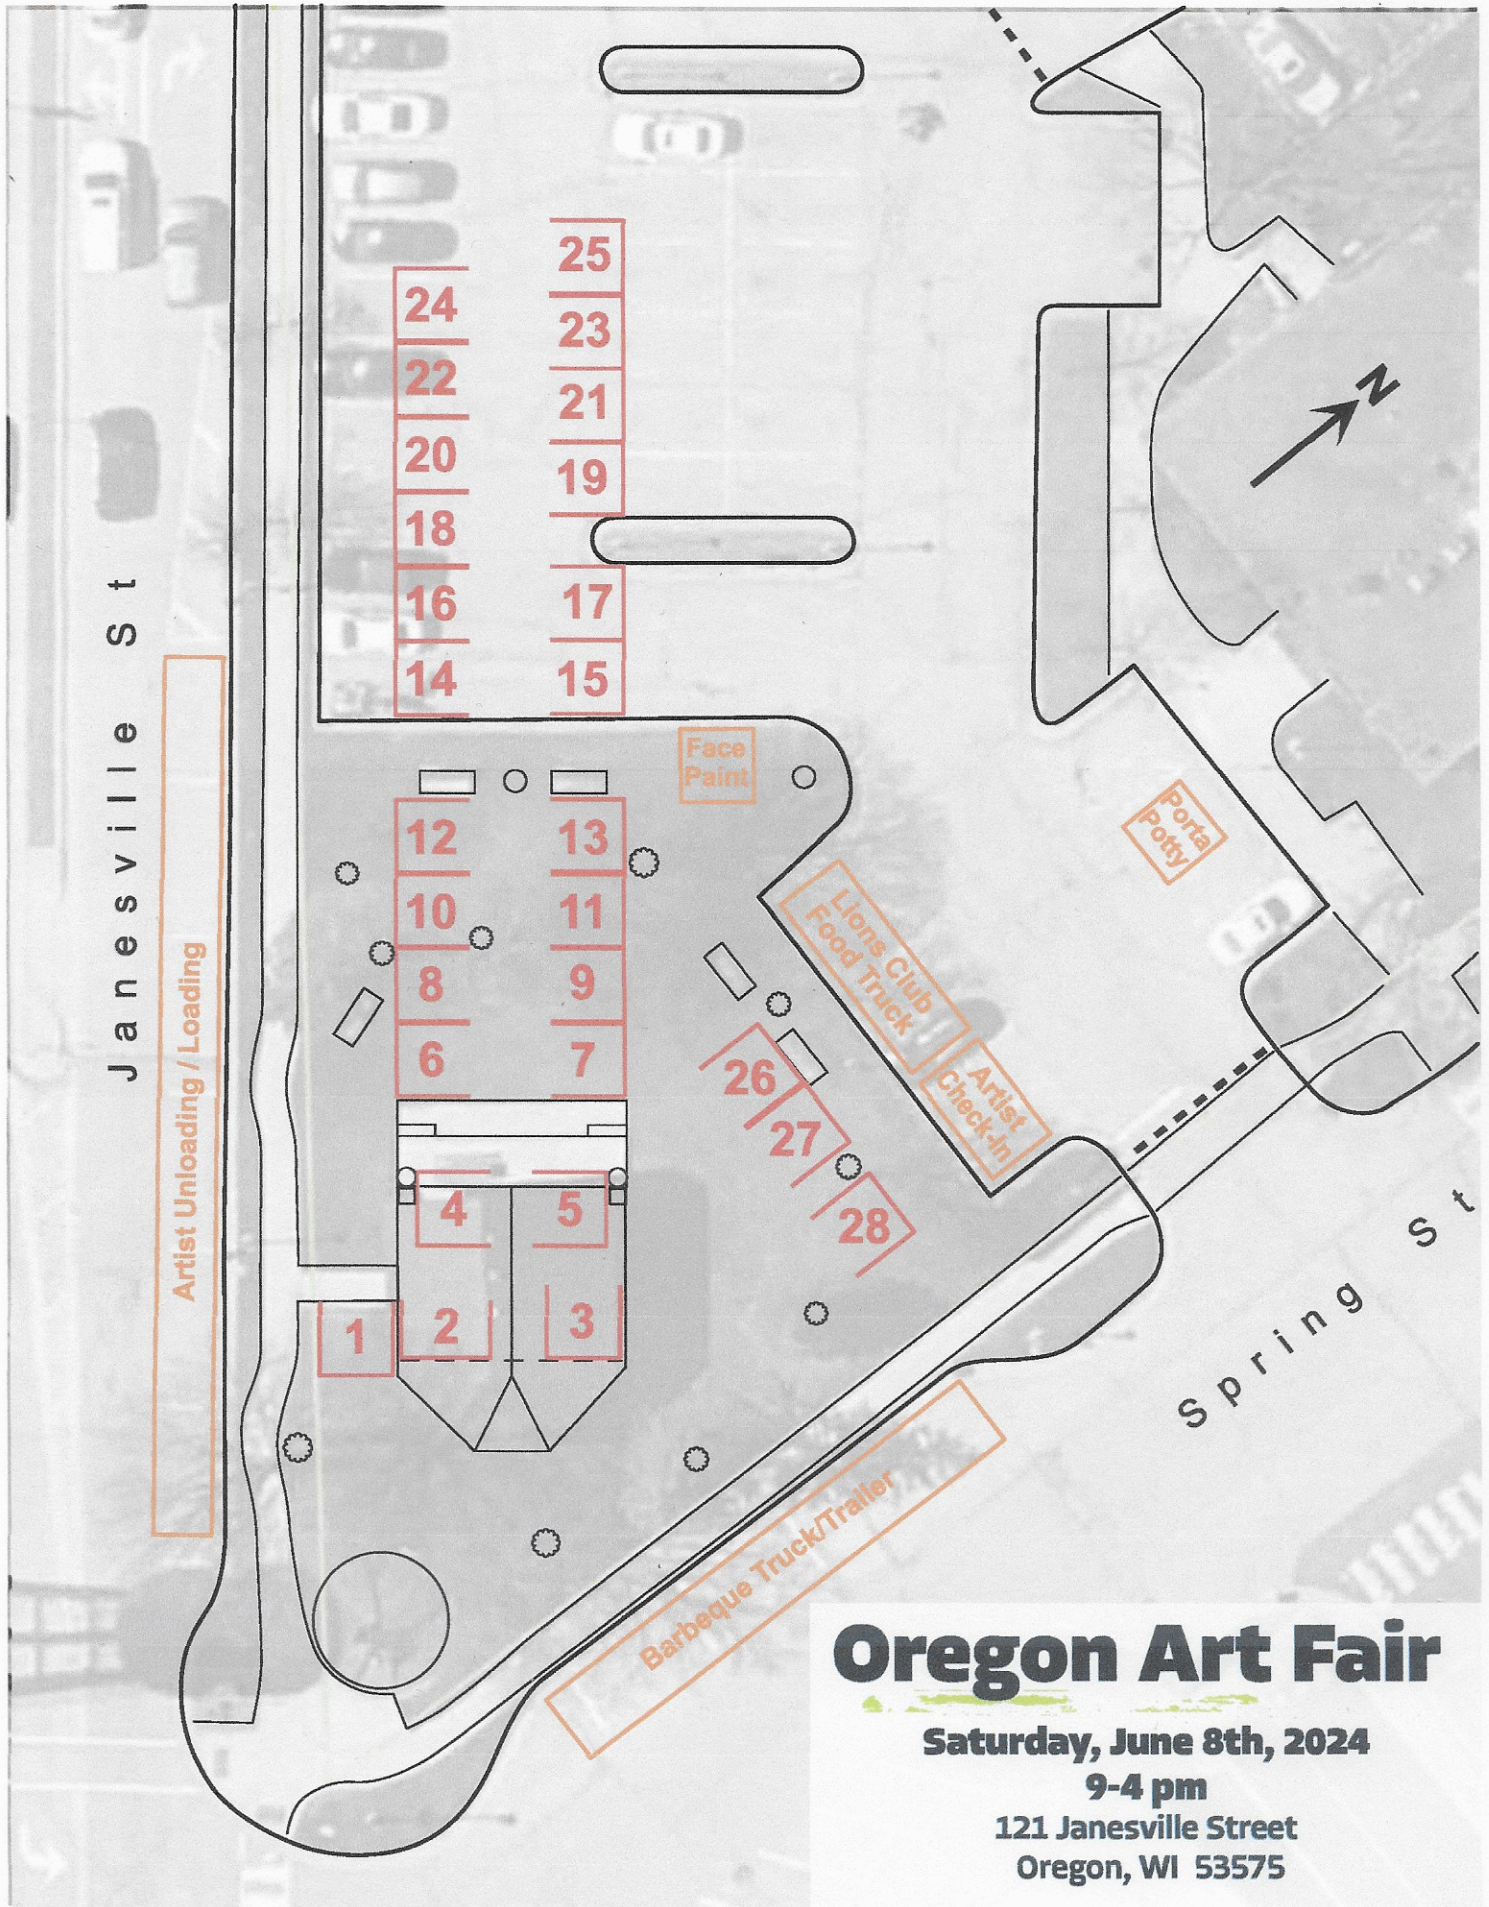 N
25
24
23
22
21
20
19
18
17
16
15
14
Janesville St
Face
Paint
Porta
Potty
12
13
10
11
8
9
6
7
Lions Club
Food Truck
Artist
Check-In
26
27
28
Artist Unloading / Loading
4
5
1
2
3
Spring St
Barbeque Truck/Trailer
Oregon Art Fair
Saturday, June 8th, 2024
9-4 pm
121 Janesville Street
Oregon, WI 53575